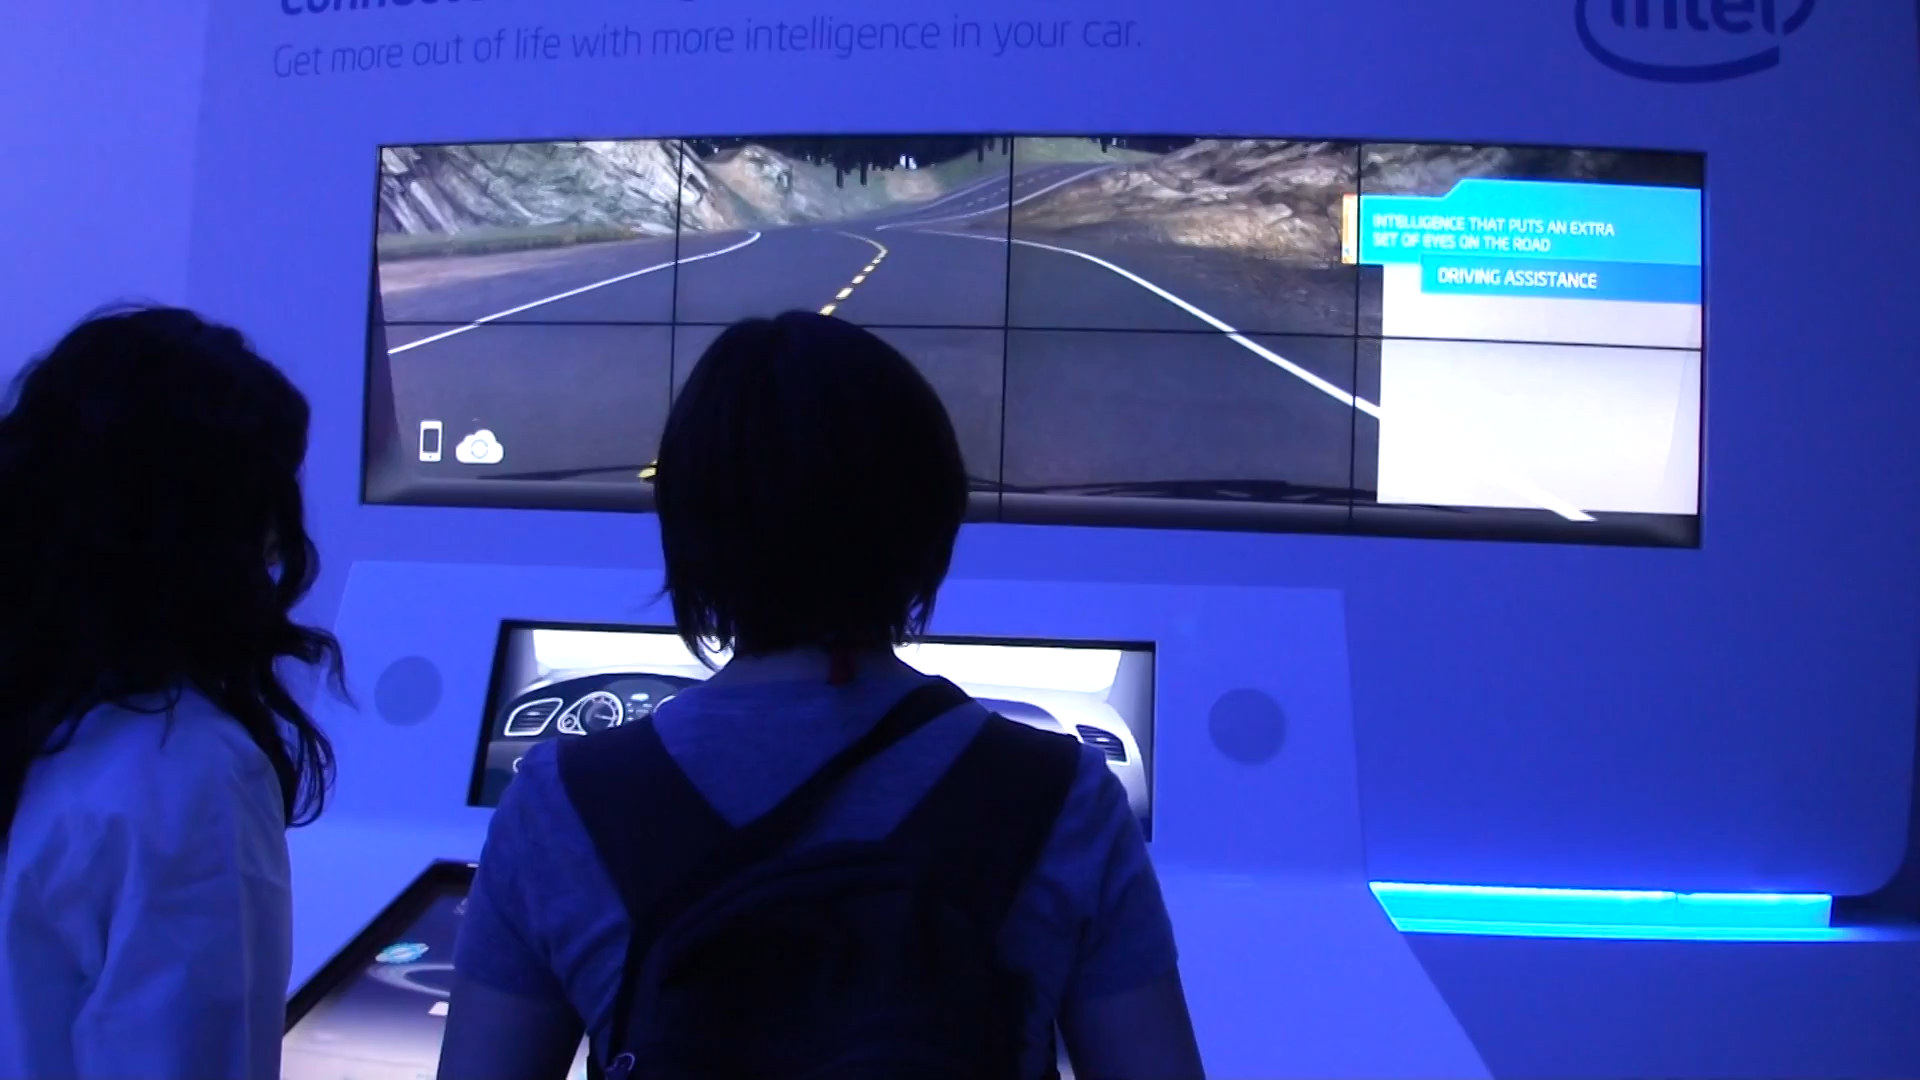 Get more out of life with more intelligence in your car.
intel
INTELLIGENCE THAT PUTS AN EXTRA
SET OF EYES ON THE ROAD
DRIVING ASSISTANCE